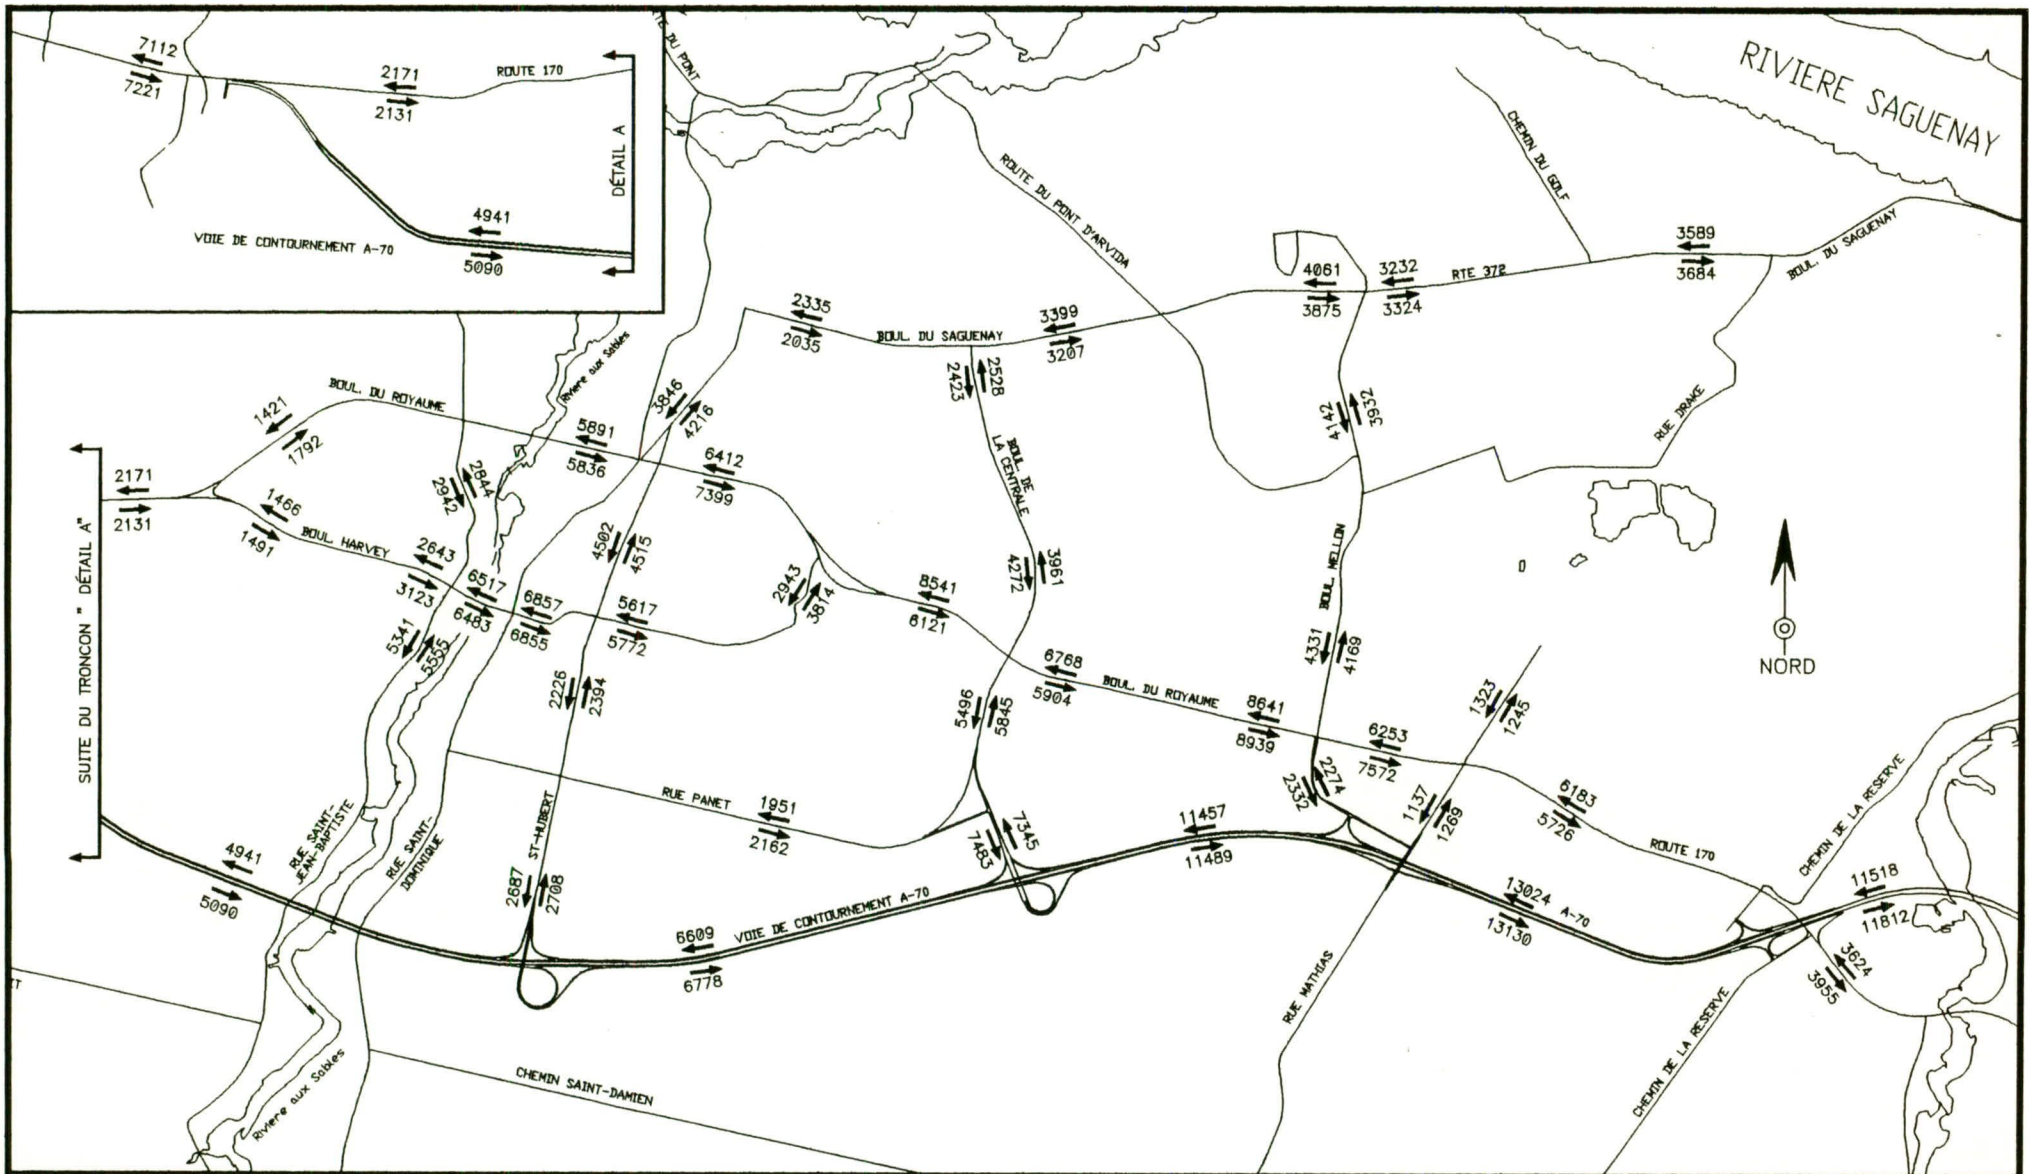 7112
7221
2171
2131
ROUTE 170
DÉTAIL A
4941
5090
VOIE DE CONTOURNEMENT A-70
DU PONT
RIVIERE SAGUENAY
CHEMIN DU GOLF
ROUTE DU PONT D'ARVIDA
3589
3684
BOUL. DU SAGUENAY
4061
3875
3232
3324
RTE 372
2335
2035
BOUL. DU SAGUENAY
3399
3207
2423
2528
Riviere aux Sables
BOUL. DU ROYAUME
1421
1792
3846
4216
5891
5836
6412
7399
4142
3932
RUE DRAKE
BOUL. DE
LA CENTRALE
SUITE DU TRONCON " DÉTAIL A"
2171
2131
1466
1491
BOUL. HARVEY
2942
2844
2643
3123
6517
6483
6857
6855
4502
4515
5617
5772
2943
3814
8541
6121
4272
3961
BOUL. MELLON
4331
4169
5341
5555
2226
2394
6768
5904
BOUL. DU ROYAUME
5496
5845
8641
8939
6253
7572
1323
1245
NORD
2332
2274
1137
1269
6183
5726
ROUTE 170
CHEMIN DE LA RESERVE
RUE PANET
1951
2162
ST-HUBERT
RUE SAINT-
JEAN-BAPTISTE
RUE SAINT-
DOMINIQUE
7483
7345
11457
11489
4941
5090
2687
2708
VOIE DE CONTOURNEMENT A-70
6609
6778
13024
A-70
13130
11518
11812
3624
3955
RUE MATHIAS
CHEMIN DE LA RESERVE
CHEMIN SAINT-DAMIEN
Riviere aux Sables